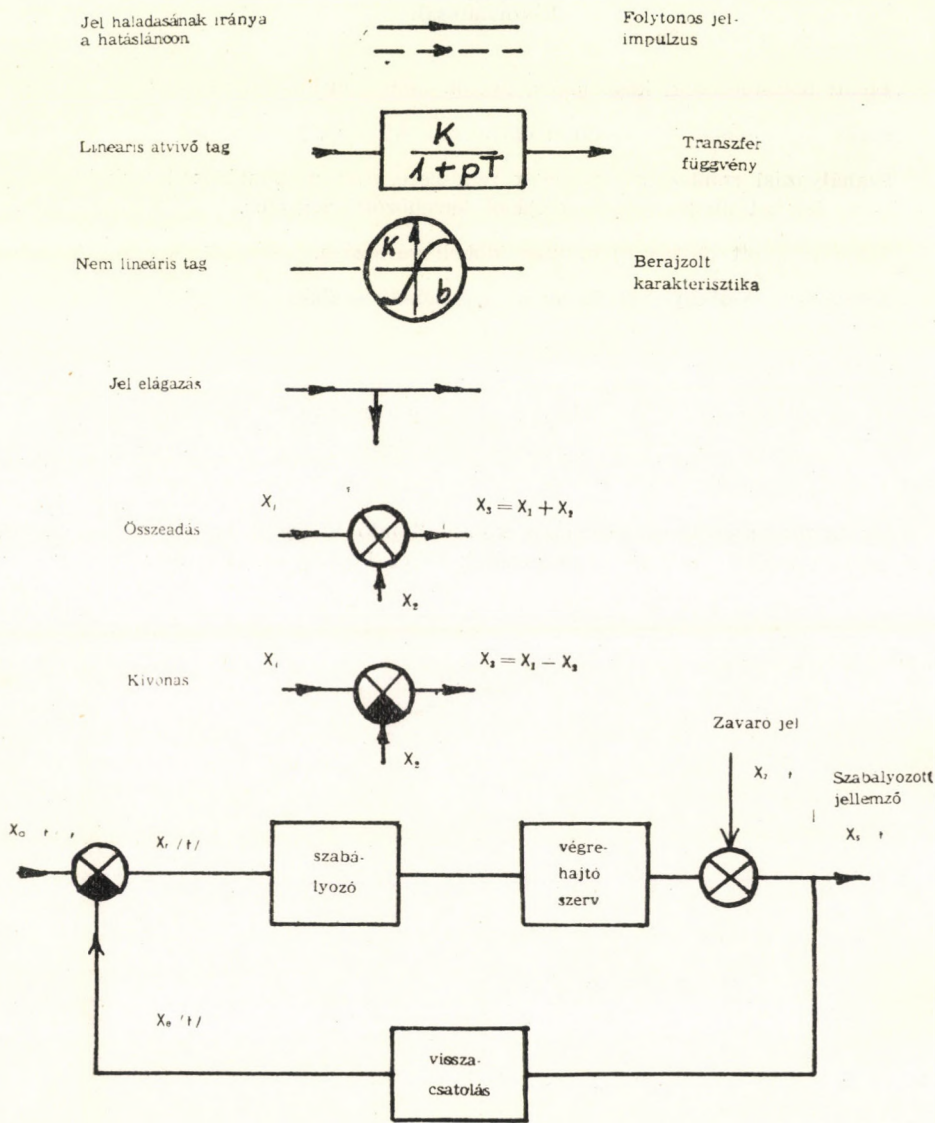 Jel haladásának iránya
a hatásláncon
Folytonos jel-
impulzus
Lineáris átvivő tag
K
1 + pT
Transzfer
függvény
Nem lineáris tag
K
b
Berajzolt
karakterisztika
Jel elágazás
Összeadás
X₁
X₃ = X₁ + X₂
X₂
Kivonás
X₁
X₃ = X₁ − X₂
X₂
Zavaró jel
Szabályozott
jellemző
szabá-
lyozó
végre-
hajtó
szerv
vissza-
csatolás